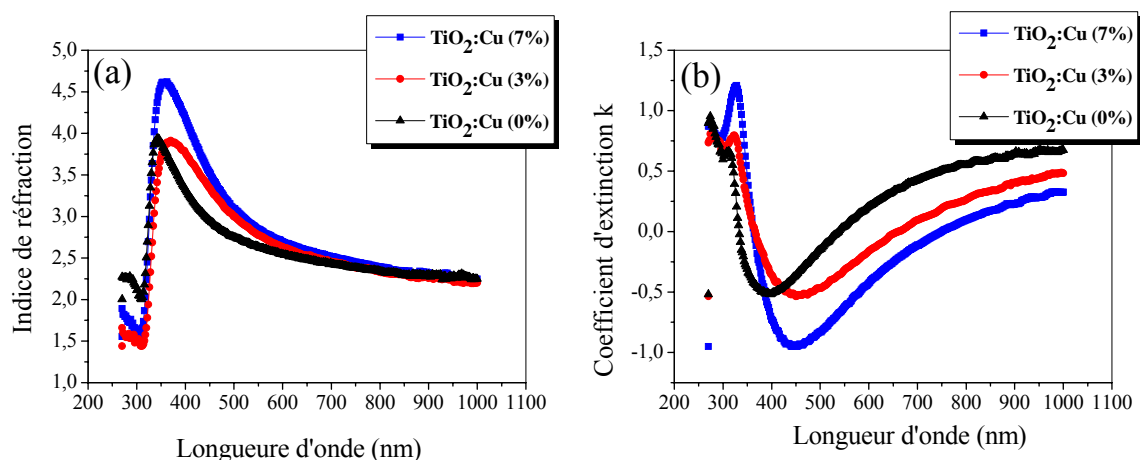 (a)
TiO2:Cu (7%)
TiO2:Cu (3%)
TiO2:Cu (0%)
Indice de réfraction
5,0
4,5
4,0
3,5
3,0
2,5
2,0
1,5
1,0
200 300 400 500 600 700 800 900 1000 1100
Longueure d'onde (nm)
(b)
TiO2:Cu (7%)
TiO2:Cu (3%)
TiO2:Cu (0%)
Coefficient d'extinction k
1,5
1,0
0,5
0,0
-0,5
-1,0
200 300 400 500 600 700 800 900 1000 1100
Longueur d'onde (nm)